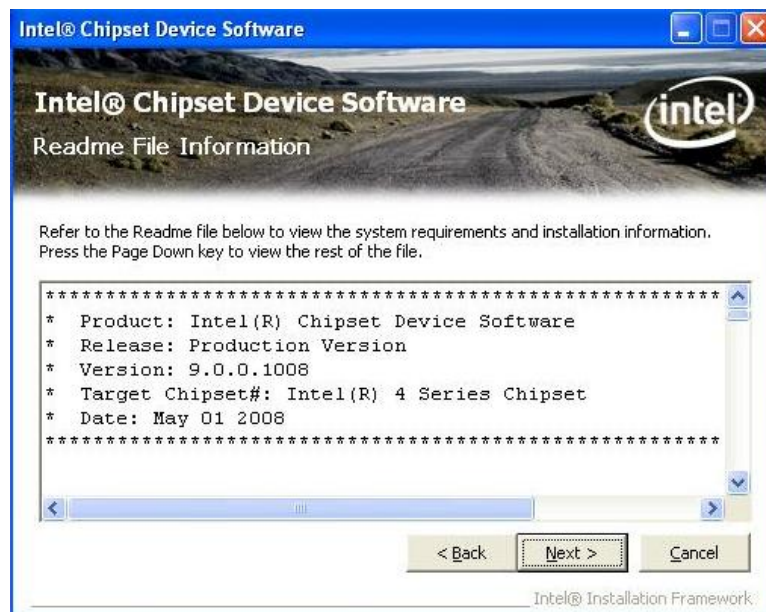 Intel® Chipset Device Software
Intel® Chipset Device Software
intel
Readme File Information
Refer to the Readme file below to view the system requirements and installation information.
Press the Page Down key to view the rest of the file.
********************************************************
* Product: Intel(R) Chipset Device Software
* Release: Production Version
* Version: 9.0.0.1008
* Target Chipset#: Intel(R) 4 Series Chipset
* Date: May 01 2008
********************************************************
< Back Next > Cancel
Intel® Installation Framework